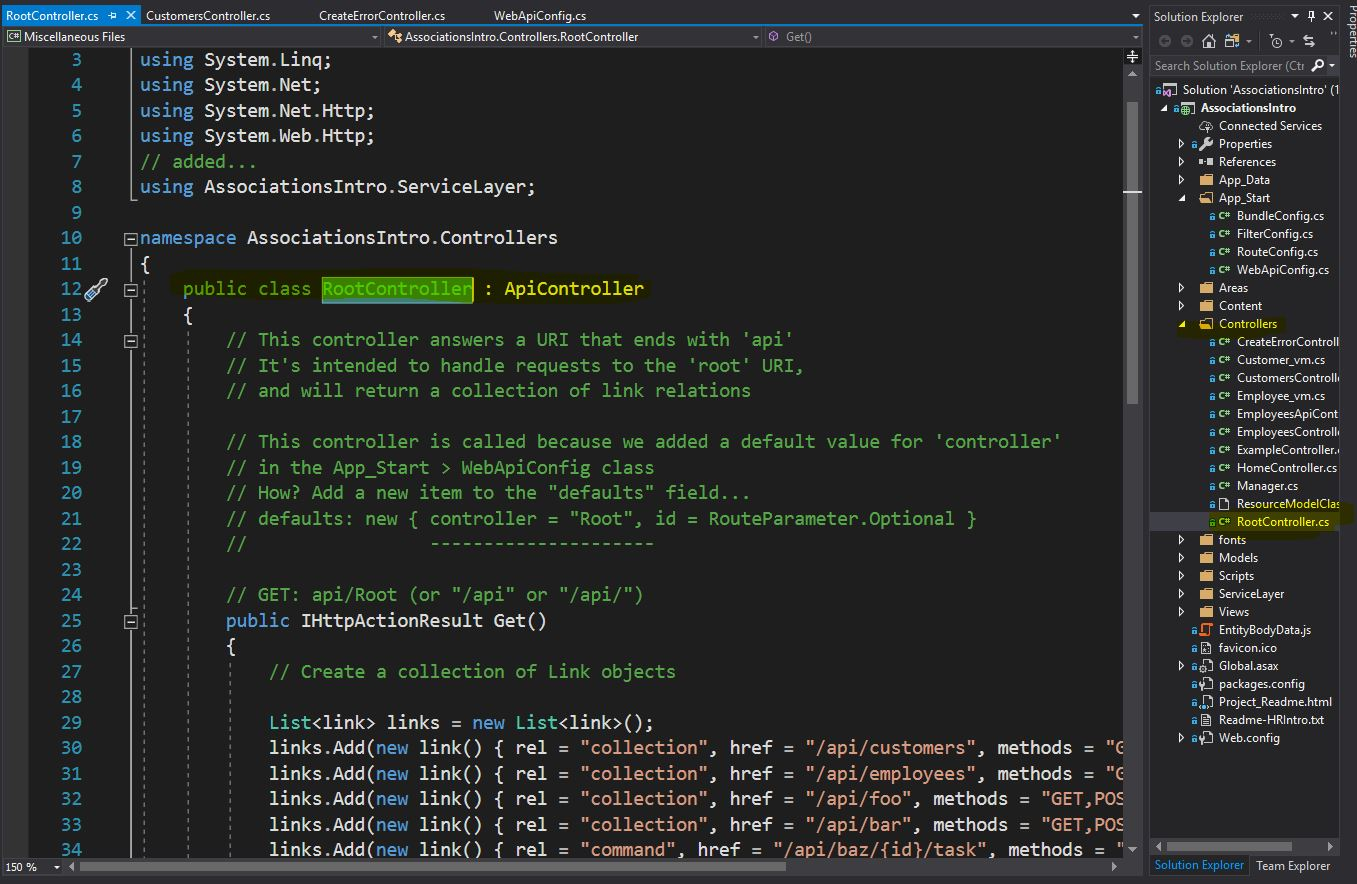 RootController.cs
CustomersController.cs
CreateErrorController.cs
WebApiConfig.cs
Miscellaneous Files
AssociationsIntro.Controllers.RootController
Get()
3 using System.Linq;
4 using System.Net;
5 using System.Net.Http;
6 using System.Web.Http;
7 // added...
8 using AssociationsIntro.ServiceLayer;
9
10 namespace AssociationsIntro.Controllers
11 {
12 public class RootController : ApiController
13 {
14 // This controller answers a URI that ends with 'api'
15 // It's intended to handle requests to the 'root' URI,
16 // and will return a collection of link relations
17
18 // This controller is called because we added a default value for 'controller'
19 // in the App_Start > WebApiConfig class
20 // How? Add a new item to the "defaults" field...
21 // defaults: new { controller = "Root", id = RouteParameter.Optional }
22 // ---------------------
23
24 // GET: api/Root (or "/api" or "/api/")
25 public IHttpActionResult Get()
26 {
27 // Create a collection of Link objects
28
29 List<link> links = new List<link>();
30 links.Add(new link() { rel = "collection", href = "/api/customers", methods = "G
31 links.Add(new link() { rel = "collection", href = "/api/employees", methods = "G
32 links.Add(new link() { rel = "collection", href = "/api/foo", methods = "GET,POS
33 links.Add(new link() { rel = "collection", href = "/api/bar", methods = "GET,POS
34 links.Add(new link() { rel = "command", href = "/api/baz/{id}/task", methods = "
150 %
Solution Explorer
Search Solution Explorer (Ctr
Solution 'AssociationsIntro' (1
AssociationsIntro
Connected Services
Properties
References
App_Data
App_Start
BundleConfig.cs
FilterConfig.cs
RouteConfig.cs
WebApiConfig.cs
Areas
Content
Controllers
CreateErrorControll
Customer_vm.cs
CustomersControlle
Employee_vm.cs
EmployeesApiCont
EmployeesControlle
ExampleController.
HomeController.cs
Manager.cs
ResourceModelClas
RootController.cs
fonts
Models
Scripts
ServiceLayer
Views
EntityBodyData.js
favicon.ico
Global.asax
packages.config
Project_Readme.html
Readme-HRIntro.txt
Web.config
Solution Explorer
Team Explorer
Properties